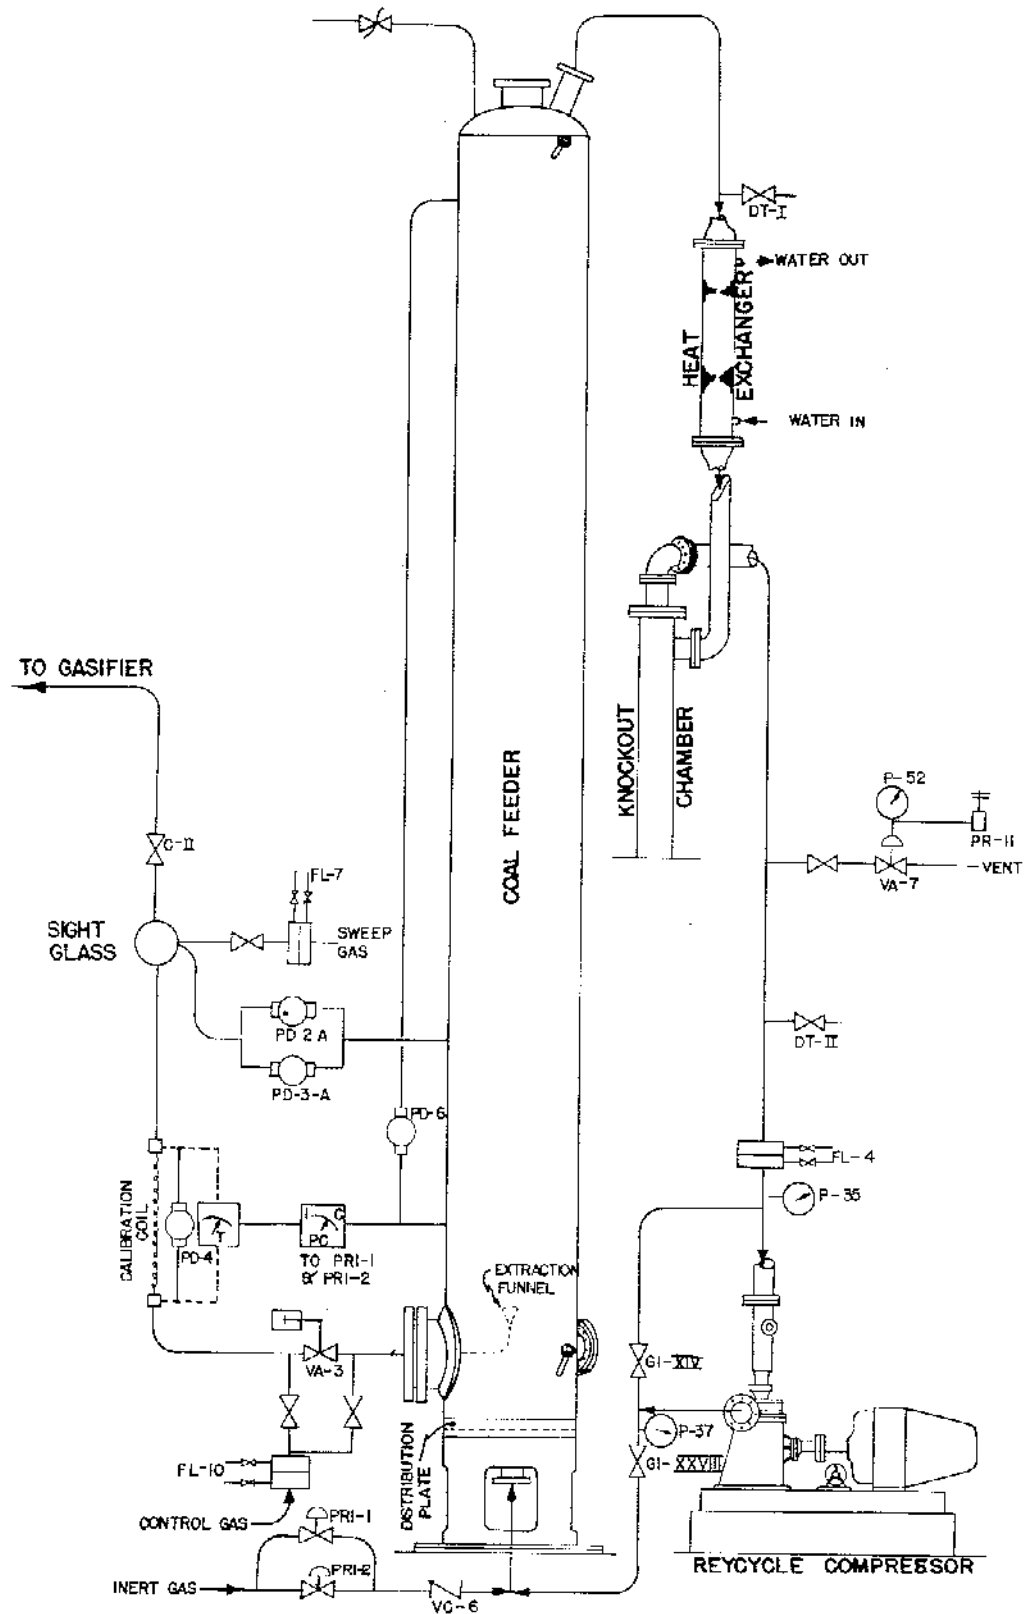 DT-I
WATER OUT
HEAT
EXCHANGER
WATER IN
TO GASIFIER
KNOCKOUT
CHAMBER
COAL FEEDER
P-52
PR-11
VENT
VA-7
C-II
FL-7
SIGHT
GLASS
SWEEP
GAS
PD-2-A
PD-3-A
DT-II
PD-6
FL-4
P-35
CALIBRATION
COIL
PD-4
T
C
PC
TO PRI-1
& PRI-2
EXTRACTION
FUNNEL
VA-3
GI-XIV
P-37
GI-XXVIII
FL-10
DISTRIBUTION
PLATE
CONTROL GAS
PRI-1
PRI-2
INERT GAS
VC-6
REYCYCLE COMPRESSOR